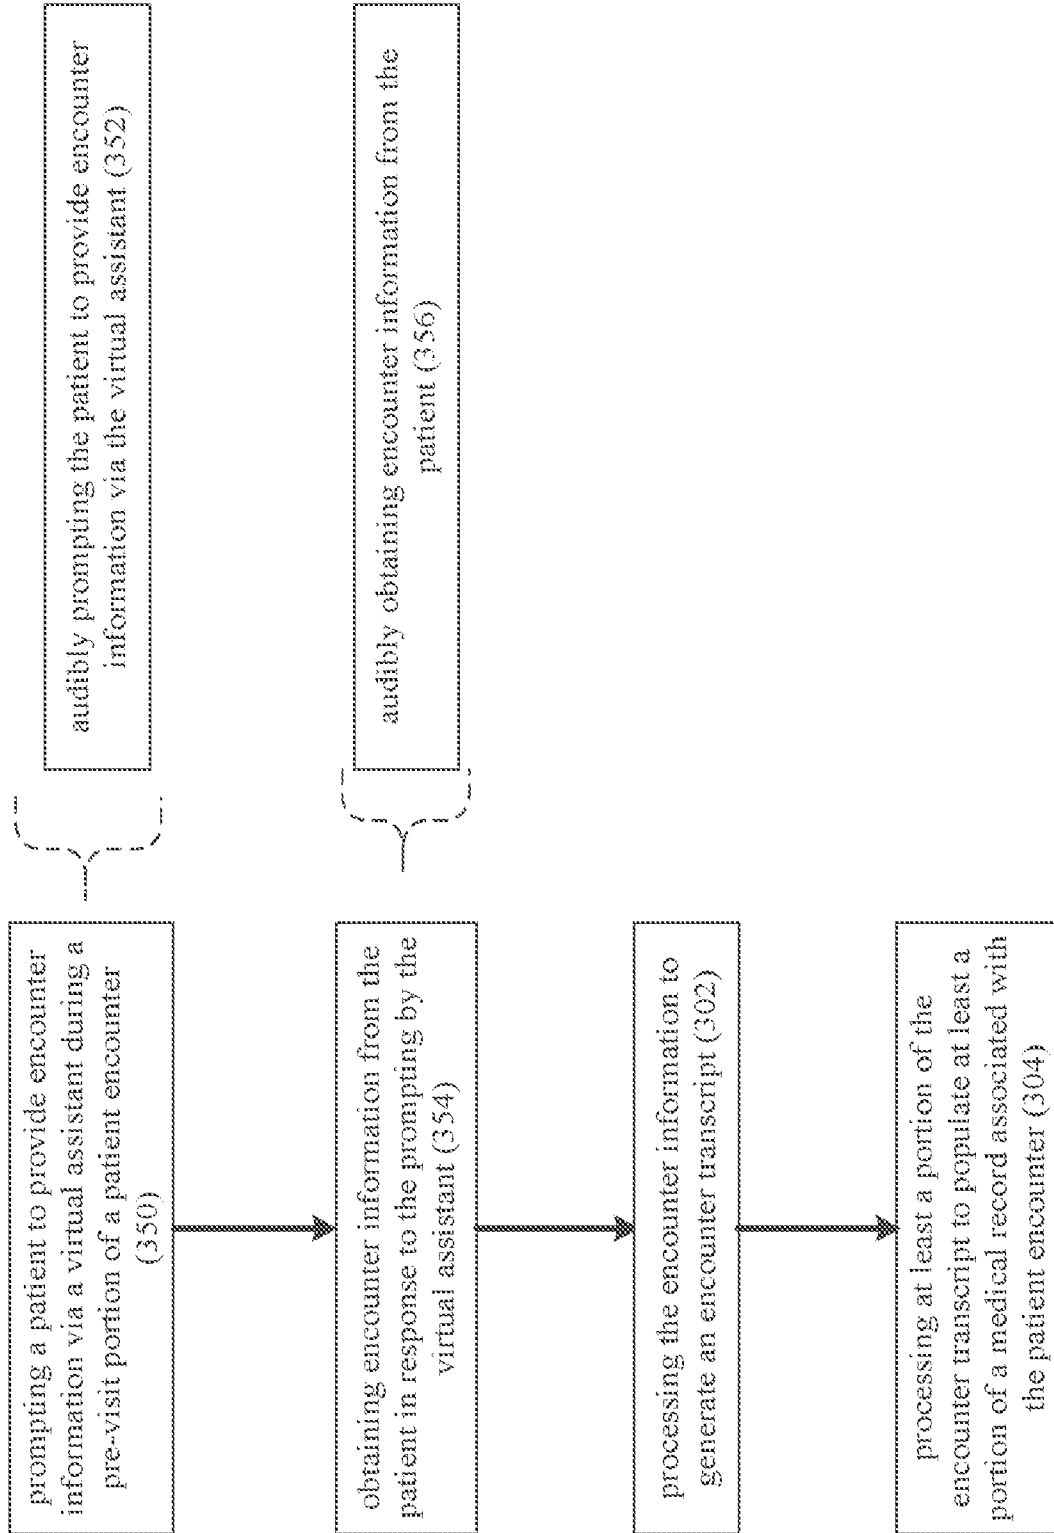 prompting a patient to provide encounter
information via a virtual assistant during a
pre-visit portion of a patient encounter
(350)
audibly prompting the patient to provide encounter
information via the virtual assistant (352)
obtaining encounter information from the
patient in response to the prompting by the
virtual assistant (354)
audibly obtaining encounter information from the
patient (356)
processing the encounter information to
generate an encounter transcript (302)
processing at least a portion of the
encounter transcript to populate at least a
portion of a medical record associated with
the patient encounter (304)